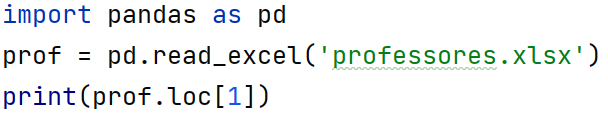 import pandas as pd
prof = pd.read_excel('professores.xlsx')
print(prof.loc[1])